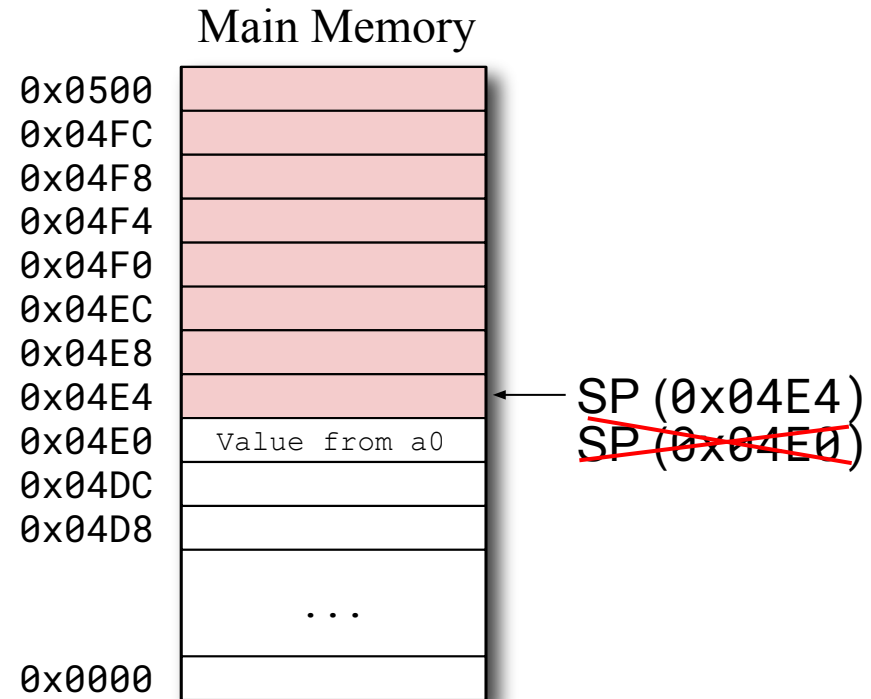 Main Memory
0x0500
0x04FC
0x04F8
0x04F4
0x04F0
0x04EC
0x04E8
0x04E4 SP (0x04E4)
0x04E0 Value from a0 SP (0x04E0)
0x04DC
0x04D8
...
0x0000